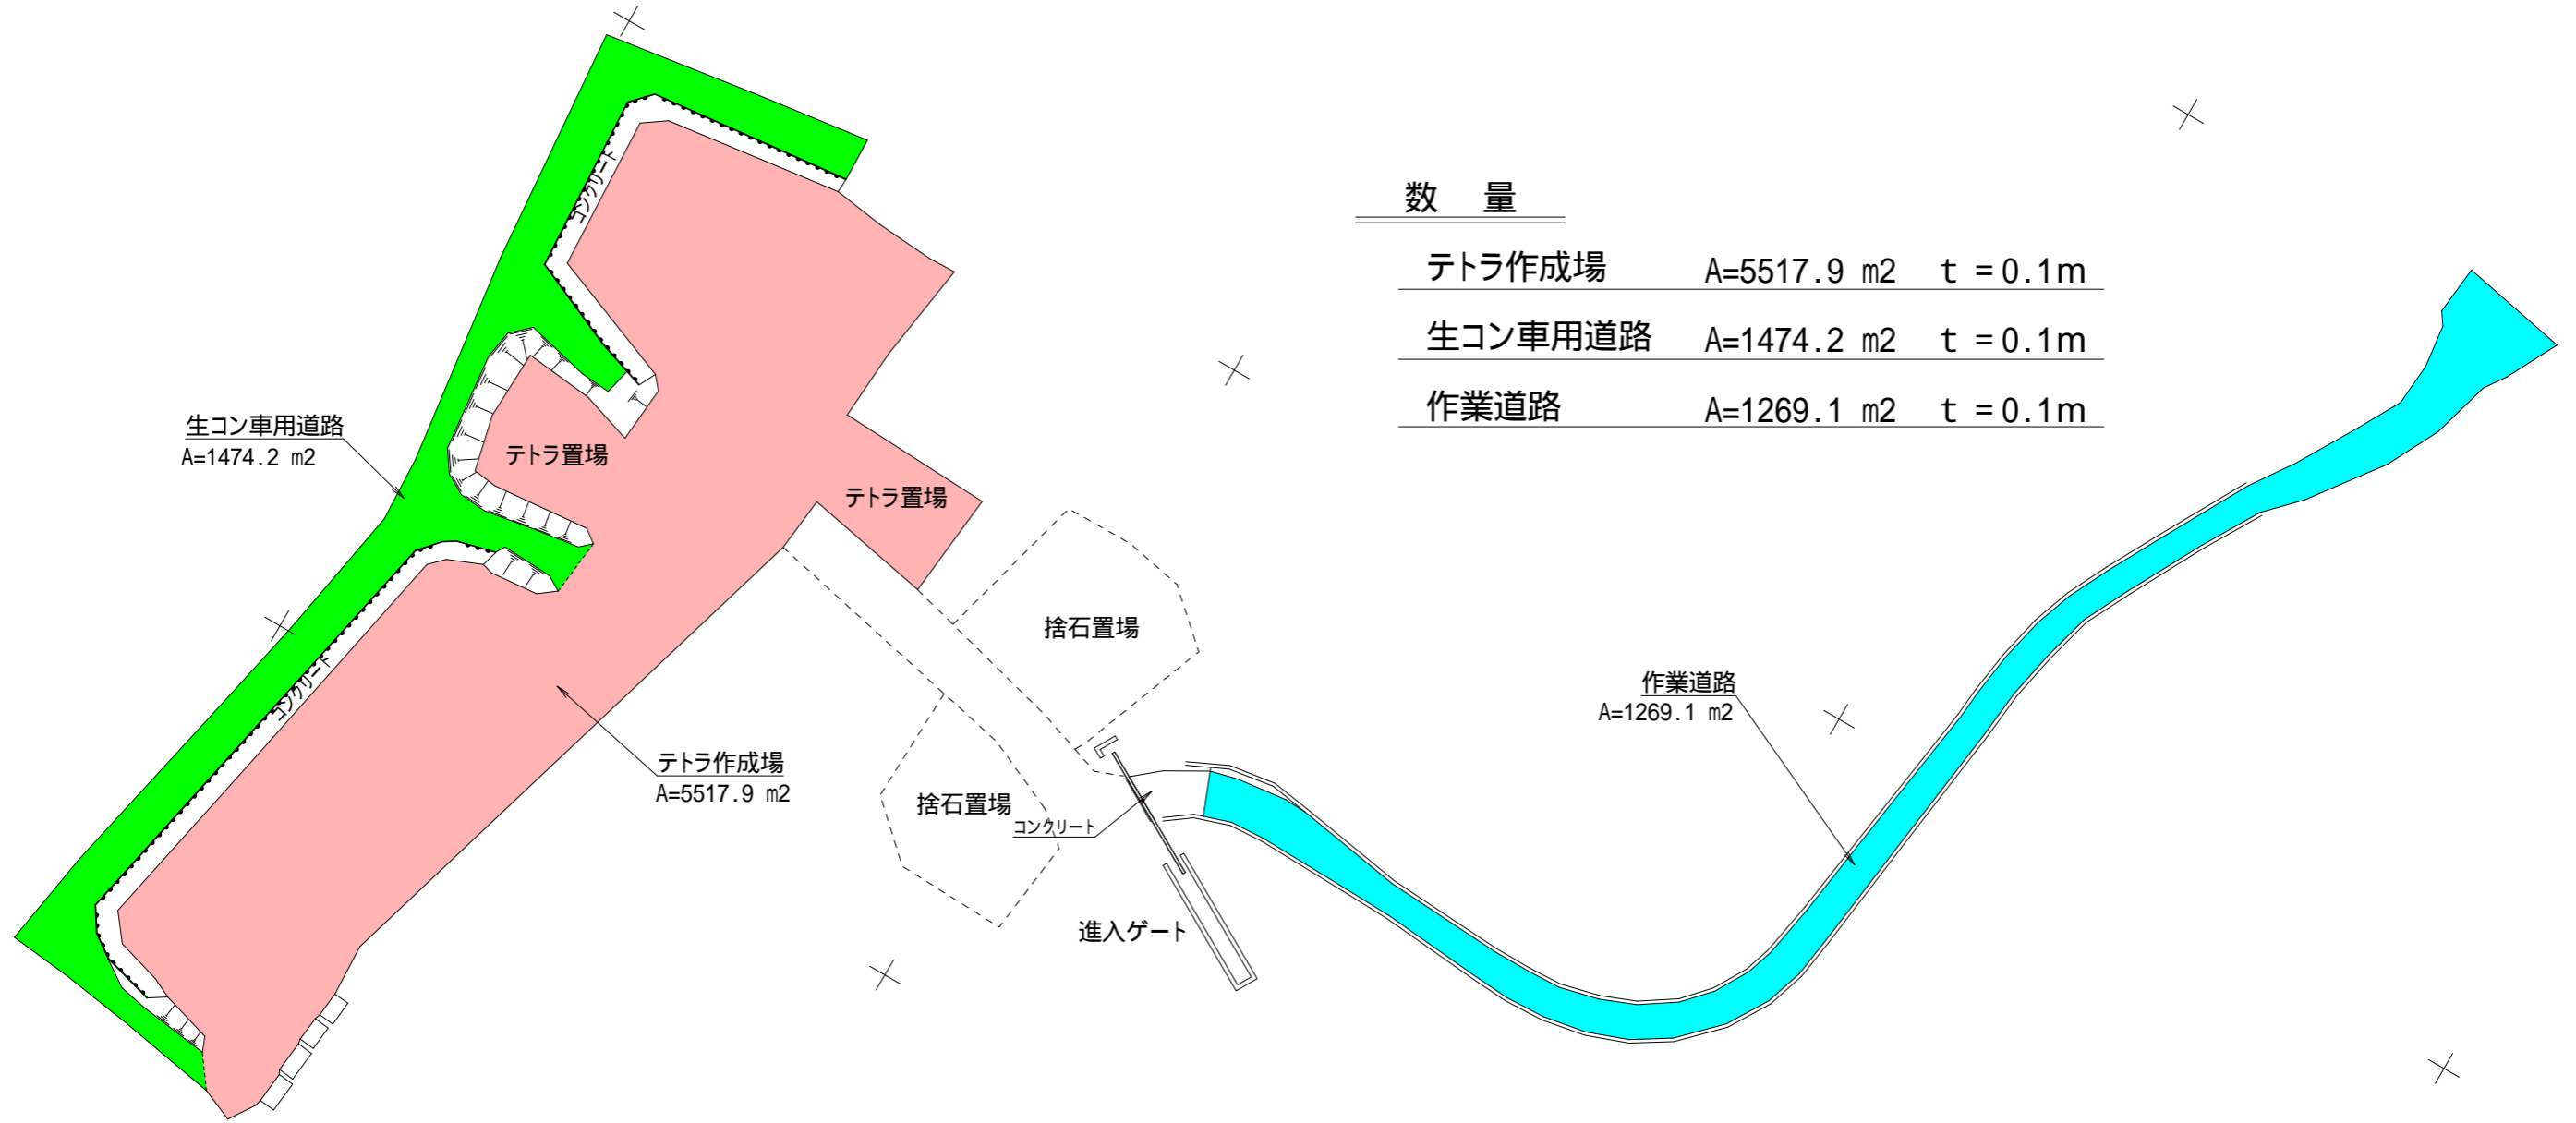 数 量
テトラ作成場 A=5517.9 m2 t =0.1m
生コン車用道路 A=1474.2 m2 t =0.1m
作業道路 A=1269.1 m2 t =0.1m
コンクリート
生コン車用道路
A=1474.2 m2
テトラ置場
テトラ置場
捨石置場
コンクリート
作業道路
A=1269.1 m2
テトラ作成場
A=5517.9 m2
捨石置場
コンクリート
進入ゲート